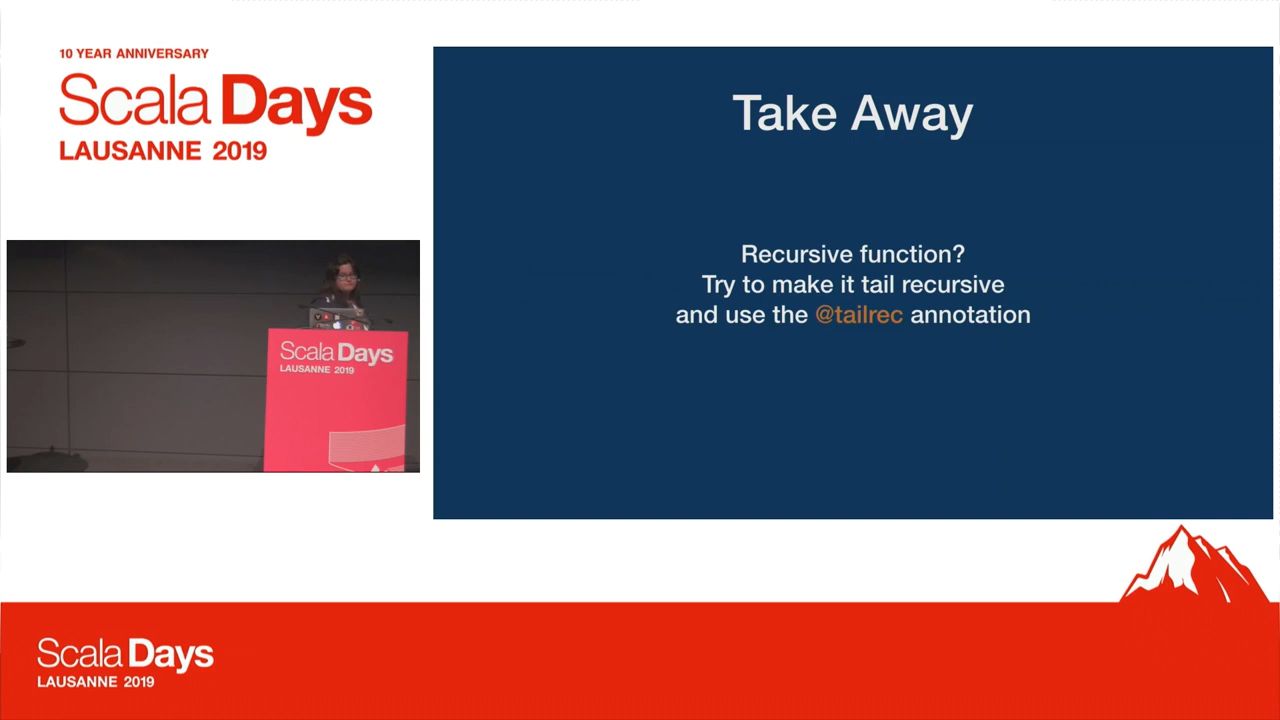 10 YEAR ANNIVERSARY
Scala Days
LAUSANNE 2019
Take Away
Recursive function?
Try to make it tail recursive
and use the @tailrec annotation
Scala Days
LAUSANNE 2019
Scala Days
LAUSANNE 2019